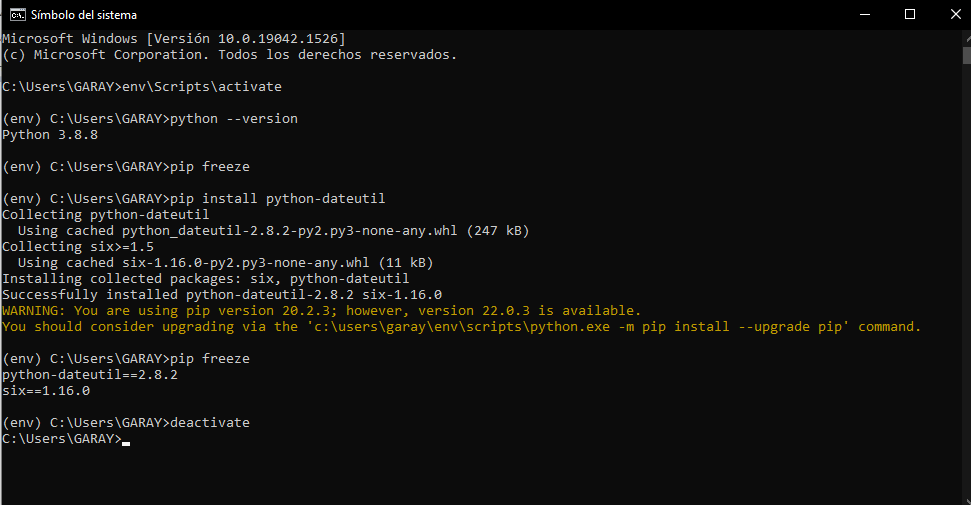 Símbolo del sistema
Microsoft Windows [Versión 10.0.19042.1526]
(c) Microsoft Corporation. Todos los derechos reservados.
C:\Users\GARAY>env\Scripts\activate
(env) C:\Users\GARAY>python --version
Python 3.8.8
(env) C:\Users\GARAY>pip freeze
(env) C:\Users\GARAY>pip install python-dateutil
Collecting python-dateutil
  Using cached python_dateutil-2.8.2-py2.py3-none-any.whl (247 kB)
Collecting six>=1.5
  Using cached six-1.16.0-py2.py3-none-any.whl (11 kB)
Installing collected packages: six, python-dateutil
Successfully installed python-dateutil-2.8.2 six-1.16.0
WARNING: You are using pip version 20.2.3; however, version 22.0.3 is available.
You should consider upgrading via the 'c:\users\garay\env\scripts\python.exe -m pip install --upgrade pip' command.
(env) C:\Users\GARAY>pip freeze
python-dateutil==2.8.2
six==1.16.0
(env) C:\Users\GARAY>deactivate
C:\Users\GARAY>